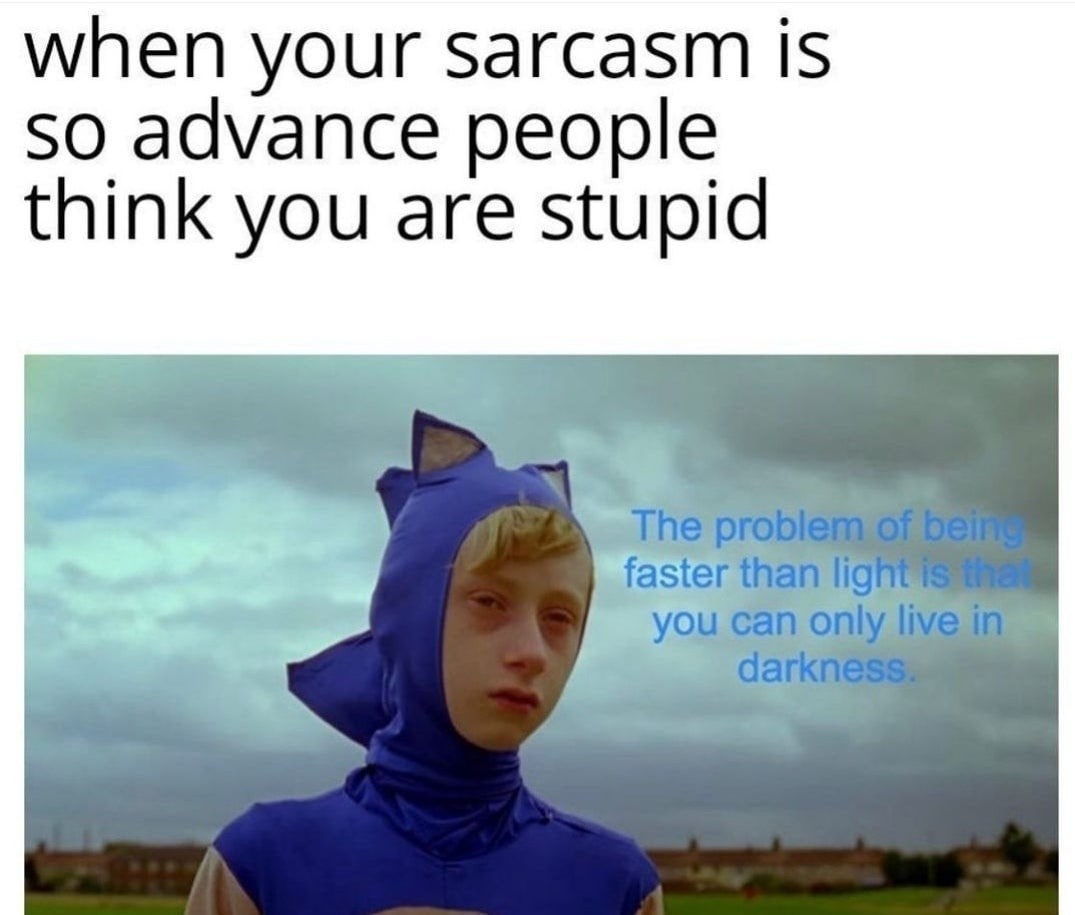 when your sarcasm is
so advance people
think you are stupid
The problem of being
faster than light is that
you can only live in
darkness.